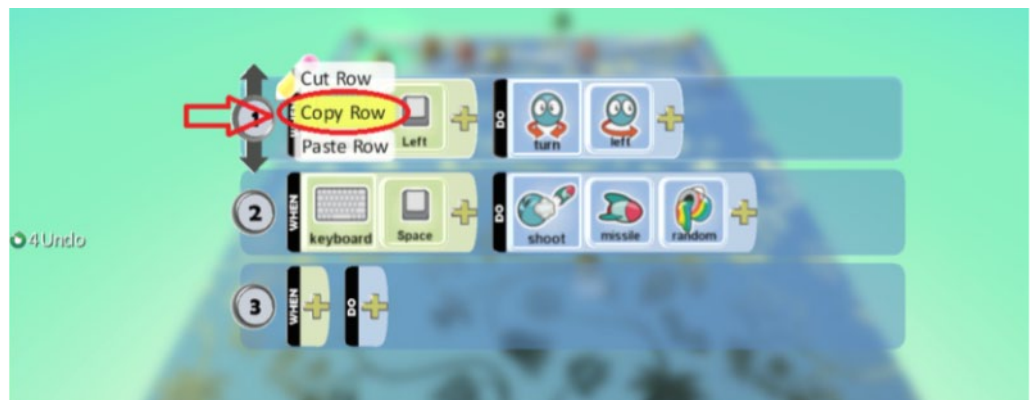 Cut Row
Copy Row
Paste Row
1 WHEN Left DO turn left
2 WHEN keyboard Space DO shoot missile random
3 WHEN DO
4 Undo